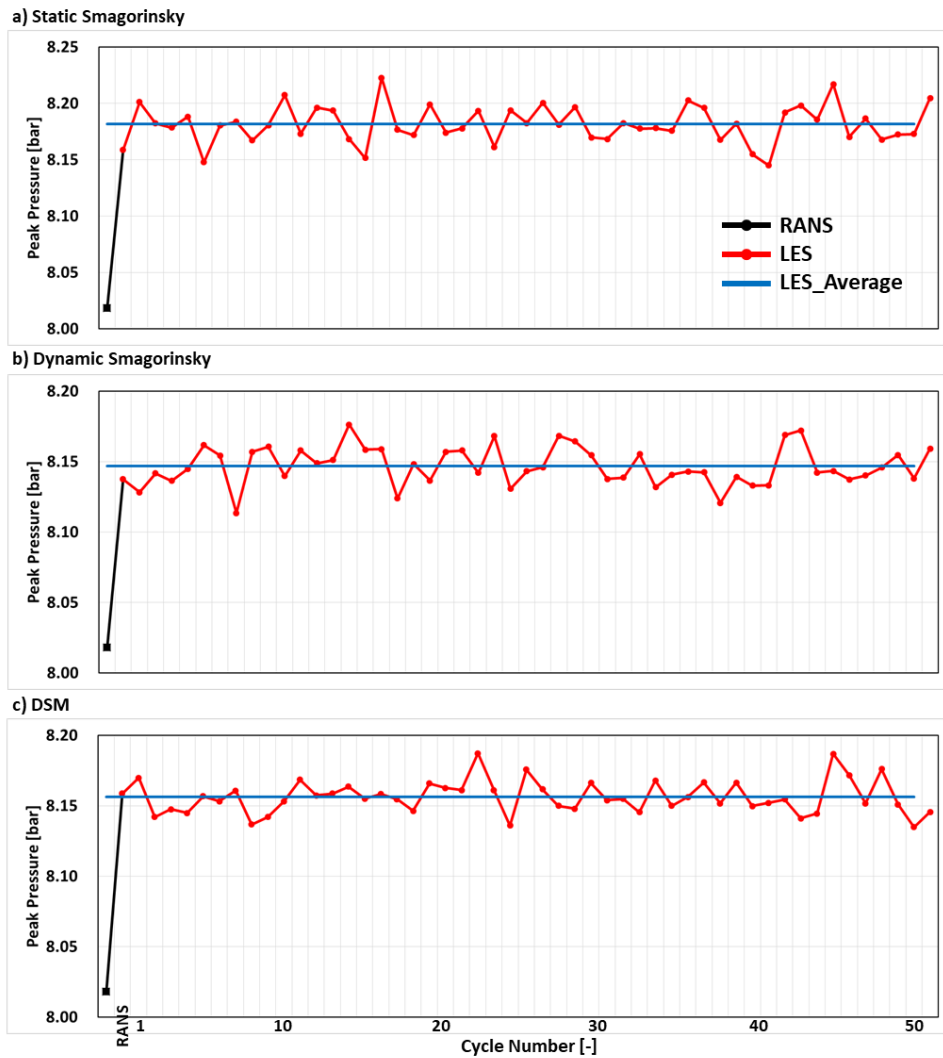 a) Static Smagorinsky
8.25
8.20
8.15
8.10
8.05
8.00
Peak Pressure [bar]
RANS
LES
LES_Average
b) Dynamic Smagorinsky
8.20
8.15
8.10
8.05
8.00
Peak Pressure [bar]
c) DSM
8.20
8.15
8.10
8.05
8.00
Peak Pressure [bar]
RANS
1 10 20 30 40 50
Cycle Number [-]